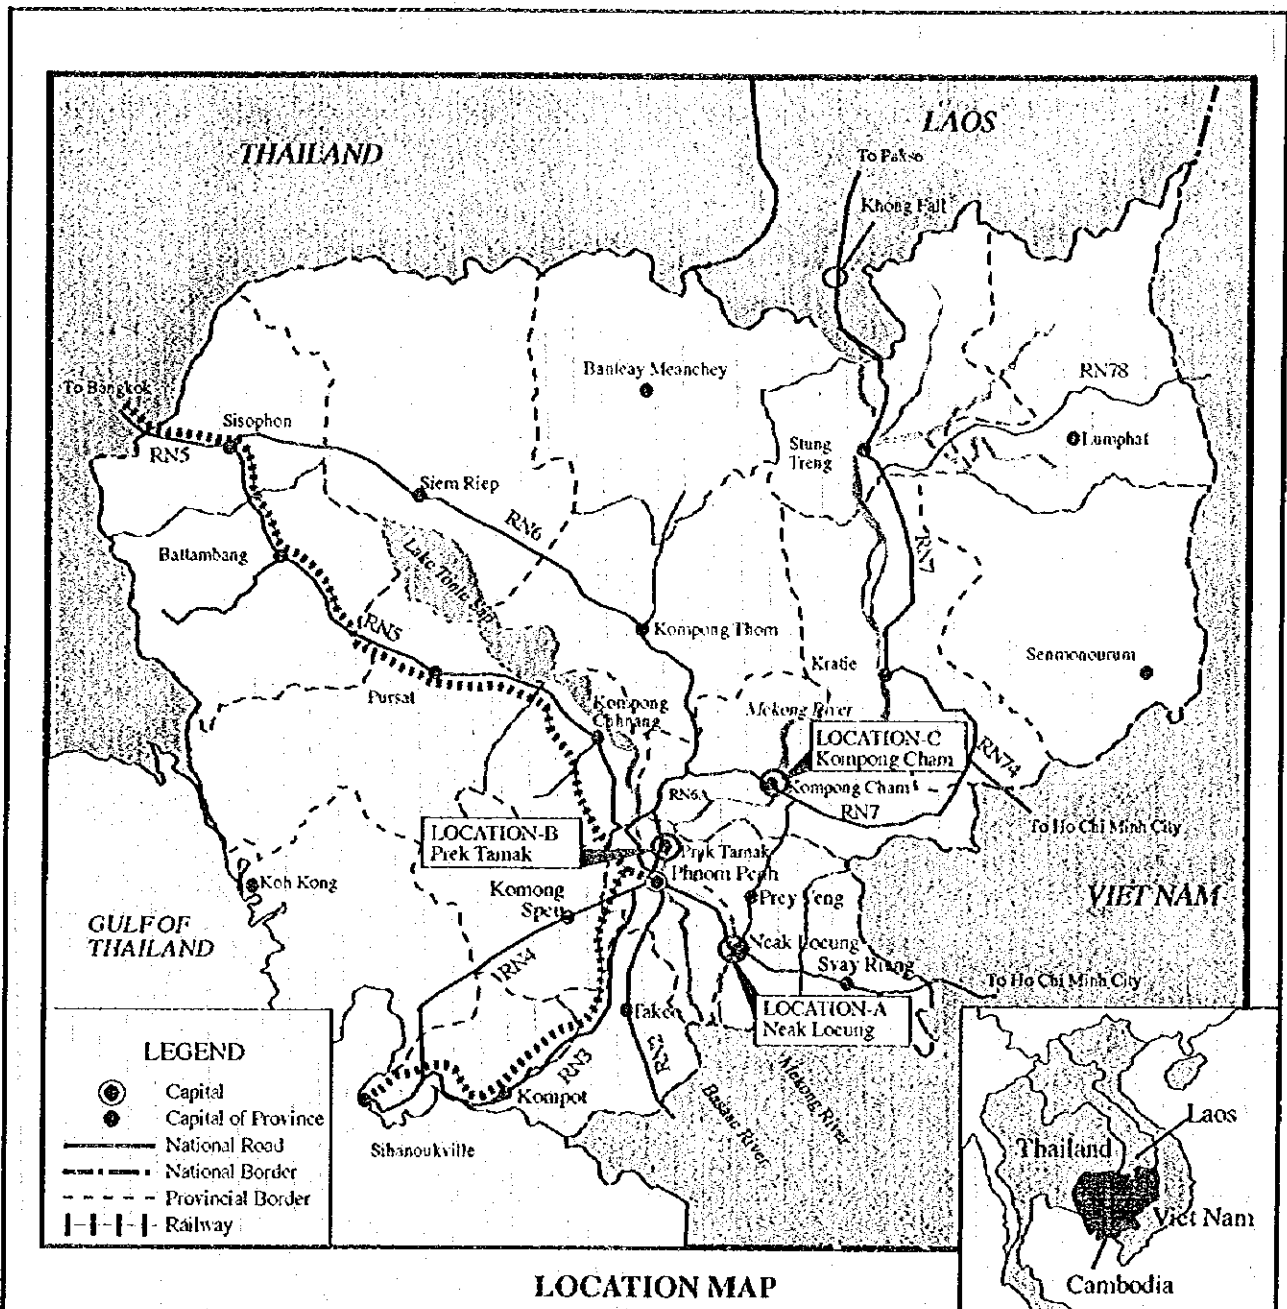 THAILAND
LAOS
To Pakse
Khong Fall
To Bangkok
Sisophon
RN5
Banteay Meanchey
RN78
Stung
Treng
Lumphat
Siem Riep
RN6
RN7
Battambang
Lake Tonle Sap
RN5
Kompong Thom
Pursat
Kratie
Senmonourum
Kompong
Chhnang
Mekong River
LOCATION-C
Kompong Cham
RN74
RN6
Kompong Cham
RN7
To Ho Chi Minh City
LOCATION-B
Prek Tamak
Prek Tamak
Phnom Penh
Koh Kong
Komong
Speu
Prey Veng
VIET NAM
GULF OF
THAILAND
RN4
Neak Loeung
Svay Rieng
To Ho Chi Minh City
LOCATION-A
Neak Loeung
Takeo
RN2
RN3
Kompot
Sihanoukville
Bassac River
Mekong River
LEGEND
Capital
Capital of Province
National Road
National Border
Provincial Border
Railway
Laos
Thailand
Viet Nam
Cambodia
LOCATION MAP